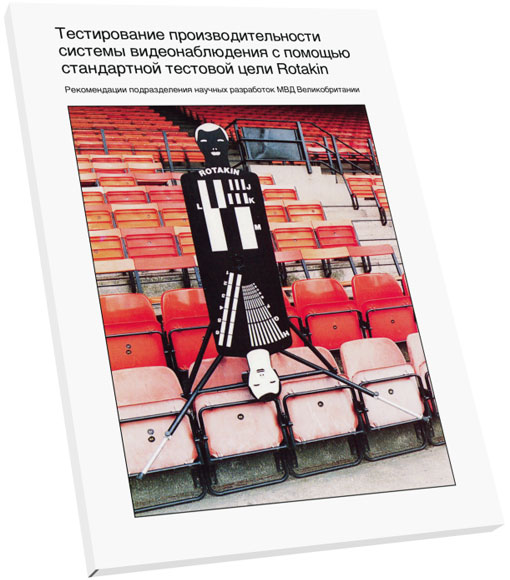 Тестирование производительности
системы видеонаблюдения с помощью
стандартной тестовой цели Rotakin
Рекомендации подразделения научных разработок МВД Великобритании
ROTAKIN
J
L K
M